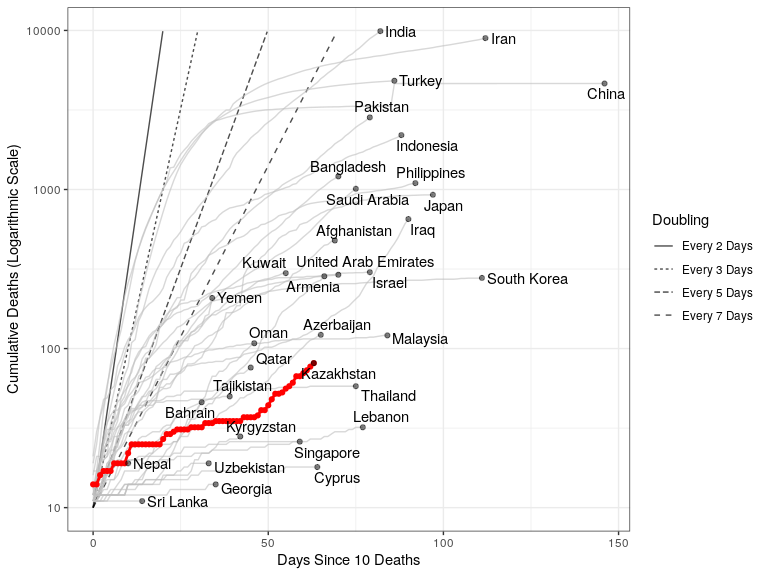 10000
1000
100
10
Cumulative Deaths (Logarithmic Scale)
India
Iran
Turkey
China
Pakistan
Indonesia
Bangladesh
Philippines
Saudi Arabia
Japan
Afghanistan
Iraq
Kuwait
United Arab Emirates
Armenia
Israel
South Korea
Yemen
Oman
Azerbaijan
Malaysia
Qatar
Kazakhstan
Tajikistan
Thailand
Bahrain
Lebanon
Kyrgyzstan
Singapore
Nepal
Uzbekistan
Cyprus
Georgia
Sri Lanka
0
50
100
150
Days Since 10 Deaths
Doubling
Every 2 Days
Every 3 Days
Every 5 Days
Every 7 Days